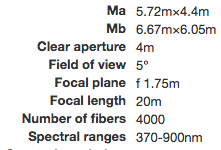 Ma 5.72m×4.4m
Mb 6.67m×6.05m
Clear aperture 4m
Field of view 5°
Focal plane f 1.75m
Focal length 20m
Number of fibers 4000
Spectral ranges 370-900nm